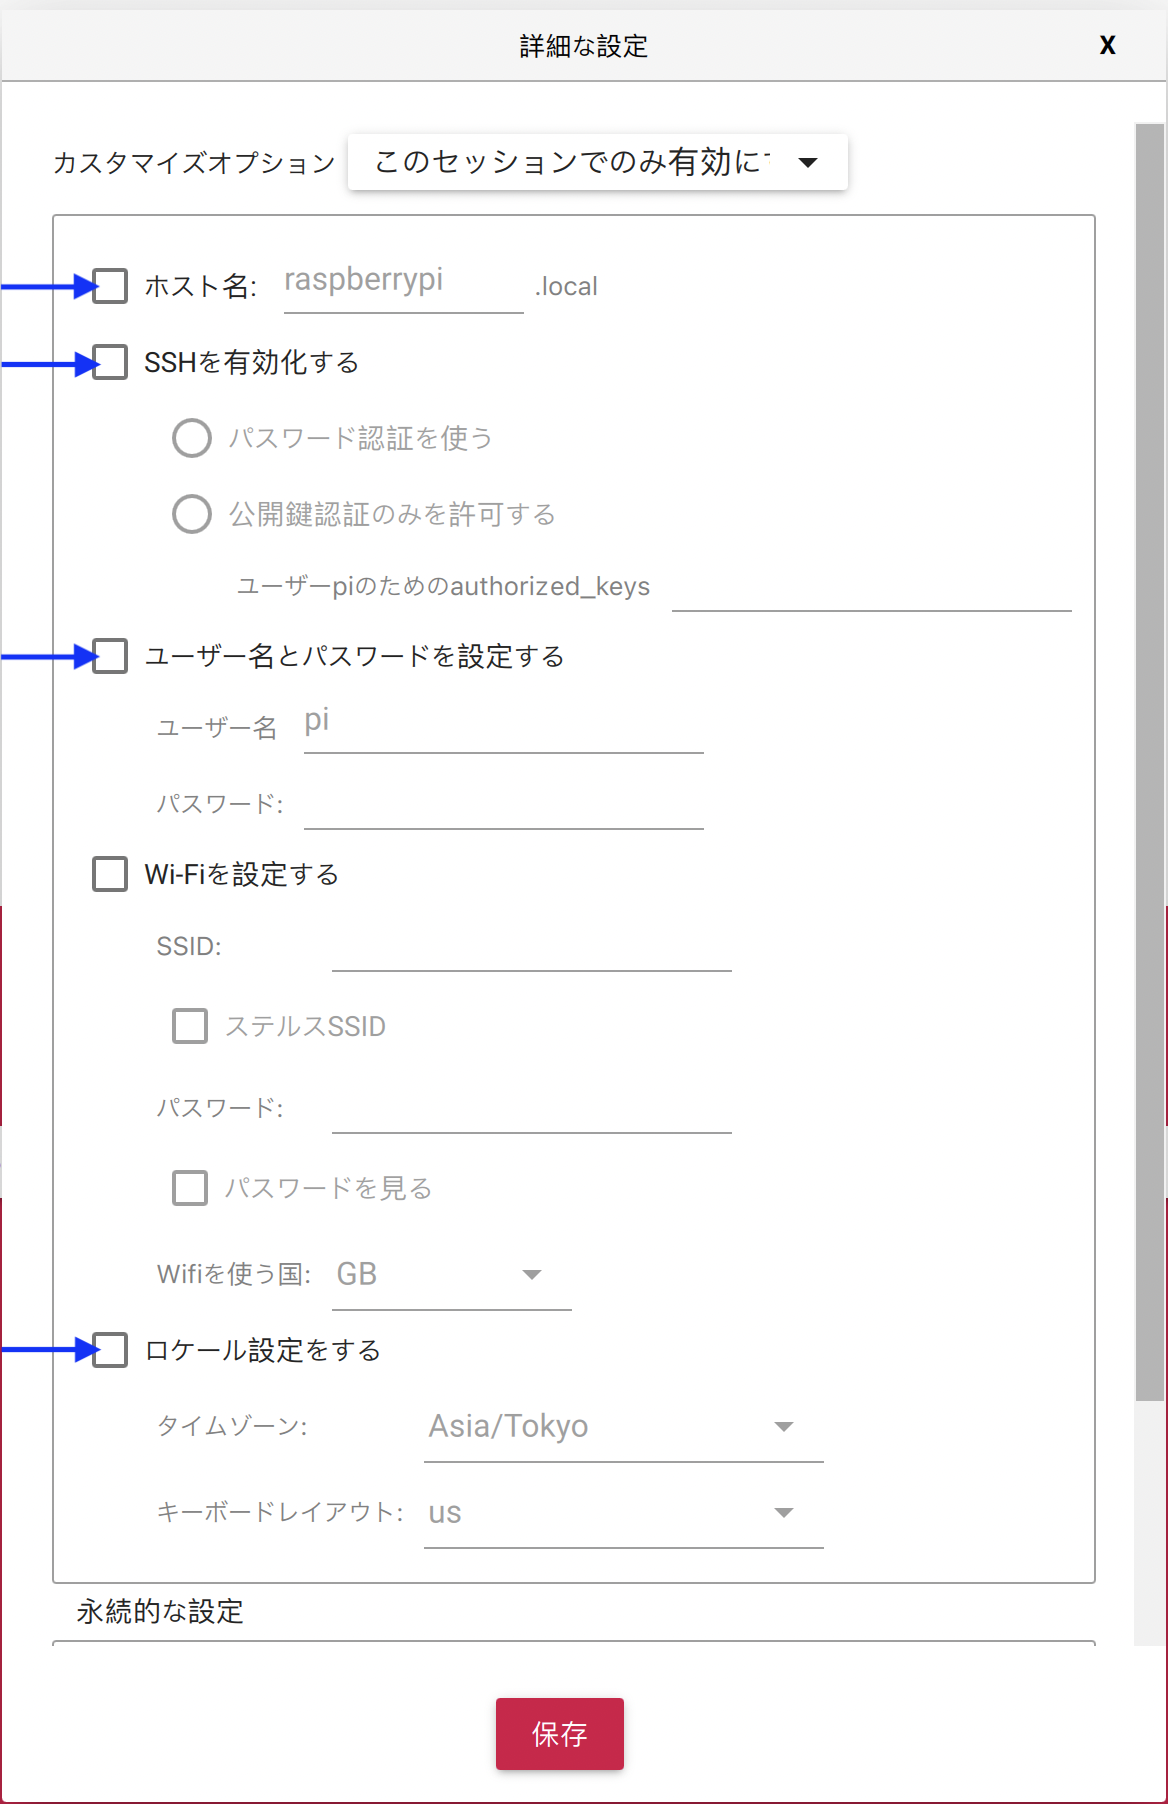 詳細な設定 X
カスタマイズオプション このセッションでのみ有効に
ホスト名: raspberrypi .local
SSHを有効化する
パスワード認証を使う
公開鍵認証のみを許可する
ユーザーpiのためのauthorized_keys
ユーザー名とパスワードを設定する
ユーザー名 pi
パスワード:
Wi-Fiを設定する
SSID:
ステルスSSID
パスワード:
パスワードを見る
Wifiを使う国: GB
ロケール設定をする
タイムゾーン: Asia/Tokyo
キーボードレイアウト: us
永続的な設定
保存